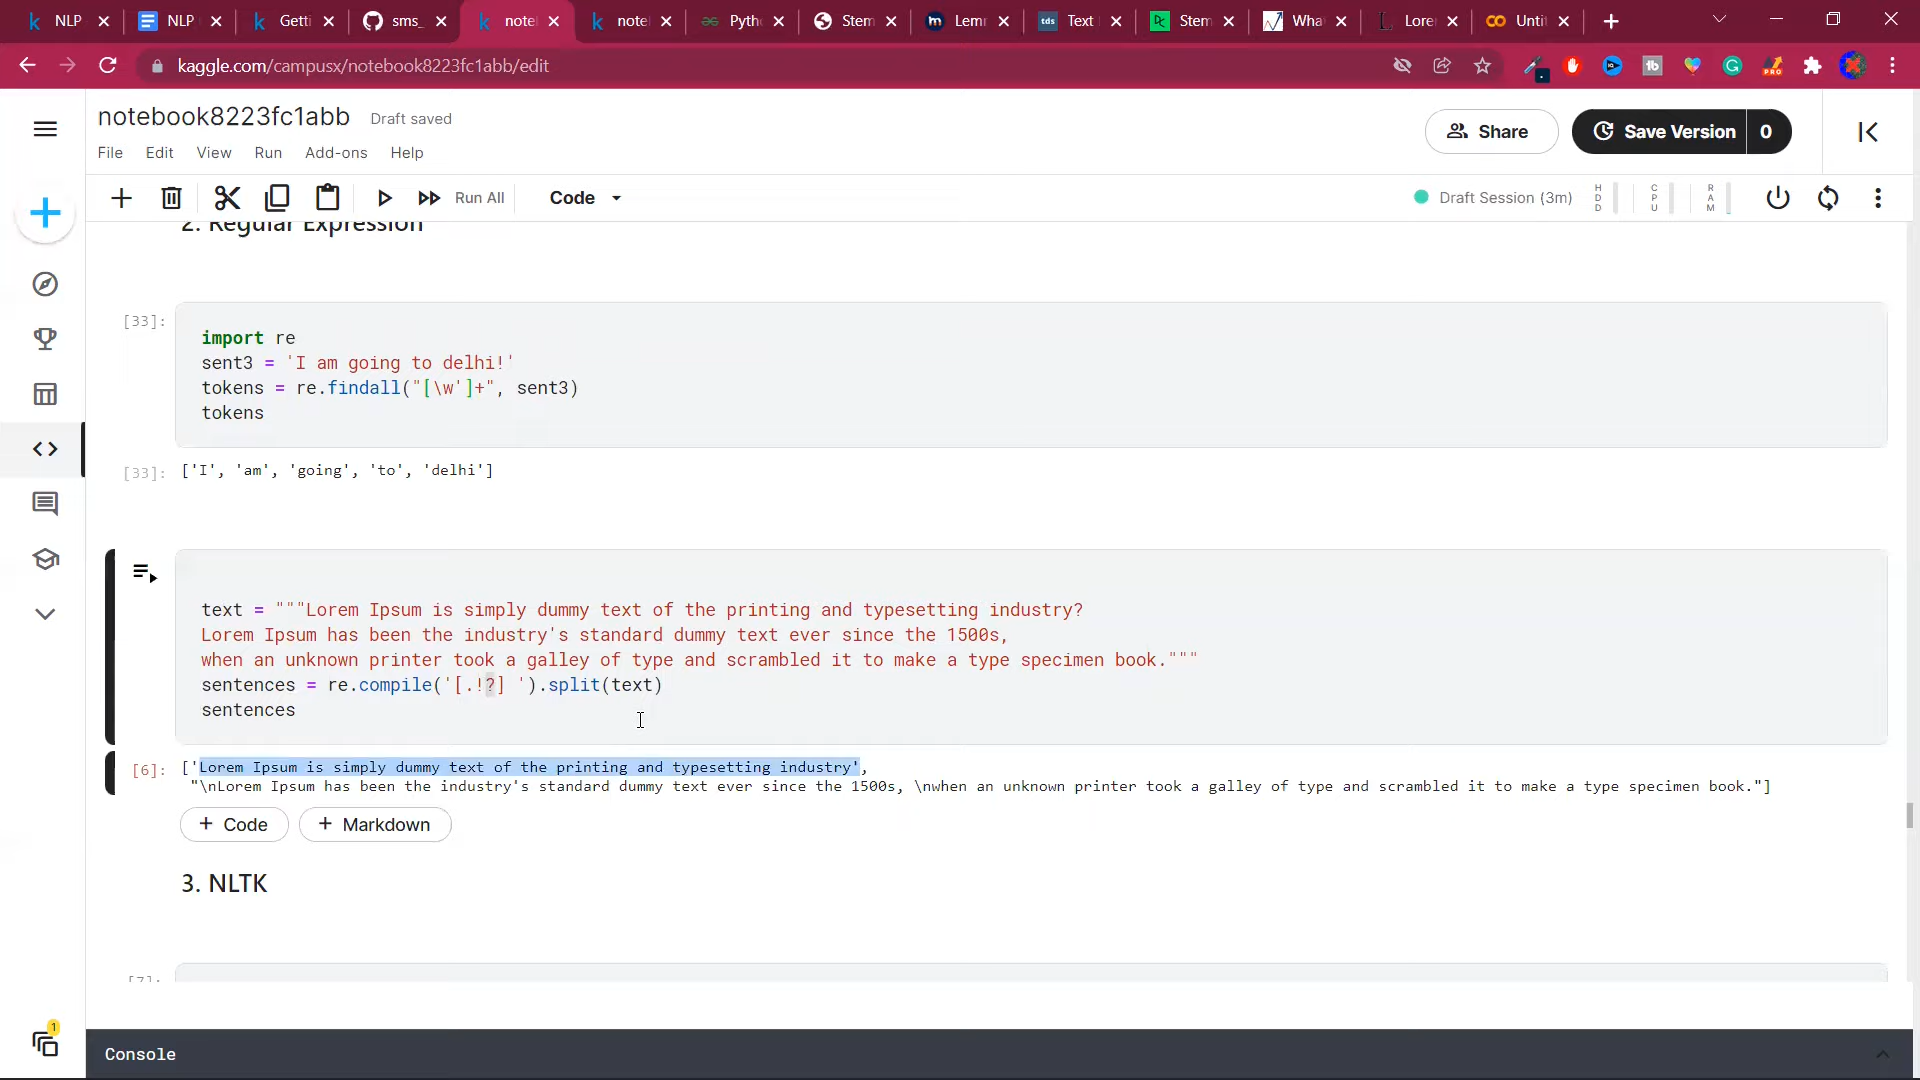 NLP
NLP
Getti
sms_
note
note
Pyth
Stem
Lem
Text
Stem
Wha
Lore
Unti
kaggle.com/campusx/notebook8223fc1abb/edit
notebook8223fc1abb Draft saved
Share
Save Version 0
File Edit View Run Add-ons Help
Run All
Code
Draft Session (3m)
HDD
CPU
RAM
2. Regular Expression
[33]:
import re
sent3 = 'I am going to delhi!'
tokens = re.findall("[\w']+", sent3)
tokens
[33]: ['I', 'am', 'going', 'to', 'delhi']
text = """Lorem Ipsum is simply dummy text of the printing and typesetting industry?
Lorem Ipsum has been the industry's standard dummy text ever since the 1500s,
when an unknown printer took a galley of type and scrambled it to make a type specimen book."""
sentences = re.compile('[.!?] ').split(text)
sentences
[6]: ['Lorem Ipsum is simply dummy text of the printing and typesetting industry',
"\nLorem Ipsum has been the industry's standard dummy text ever since the 1500s, \nwhen an unknown printer took a galley of type and scrambled it to make a type specimen book."]
+ Code + Markdown
3. NLTK
[7]:
1
Console